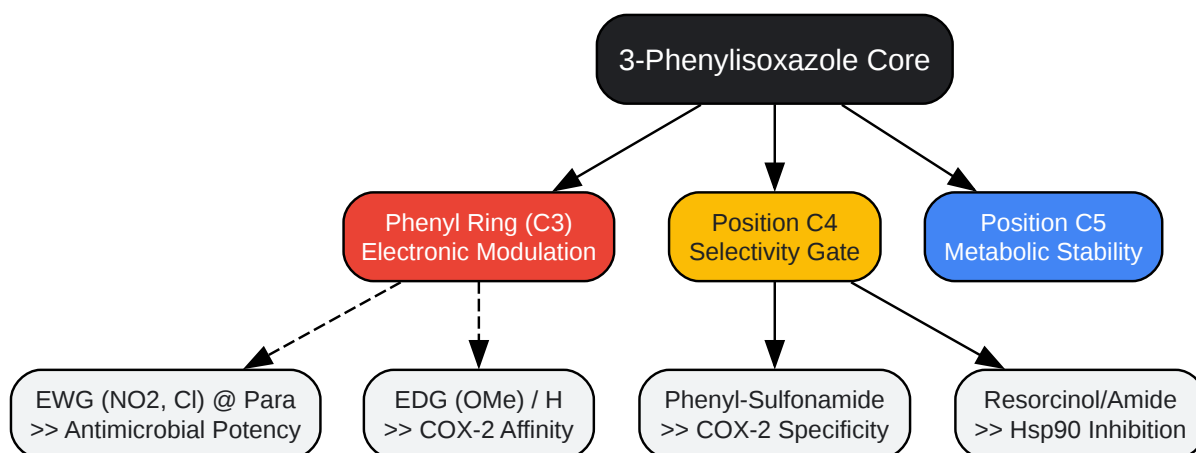 3-Phenylisoxazole Core
Phenyl Ring (C3)
Electronic Modulation
Position C4
Selectivity Gate
Position C5
Metabolic Stability
EWG (NO2, Cl) @ Para
>> Antimicrobial Potency
EDG (OMe) / H
>> COX-2 Affinity
Phenyl-Sulfonamide
>> COX-2 Specificity
Resorcinol/Amide
>> Hsp90 Inhibition